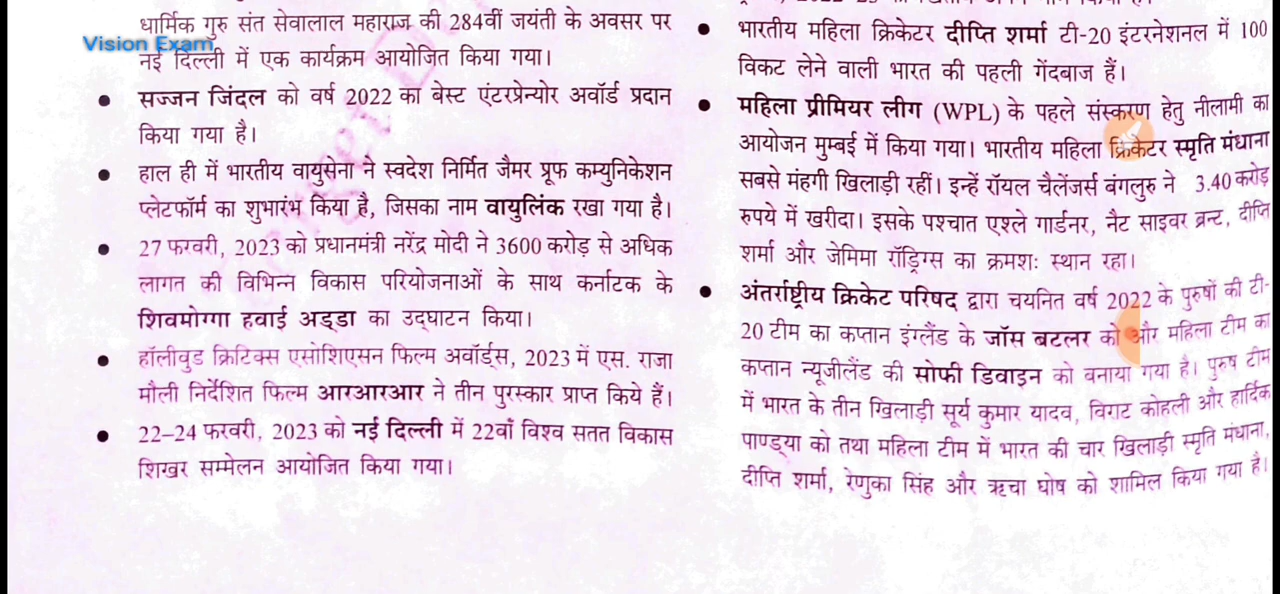 धार्मिक गुरु संत सेवालाल महाराज की 284वीं जयंती के अवसर पर
Vision Exam
नई दिल्ली में एक कार्यक्रम आयोजित किया गया।
● सज्जन जिंदल को वर्ष 2022 का बेस्ट एंटरप्रेन्योर अवॉर्ड प्रदान
किया गया है।
● हाल ही में भारतीय वायुसेना ने स्वदेश निर्मित जैमर प्रूफ कम्युनिकेशन
प्लेटफॉर्म का शुभारंभ किया है, जिसका नाम वायुलिंक रखा गया है।
● 27 फरवरी, 2023 को प्रधानमंत्री नरेंद्र मोदी ने 3600 करोड़ से अधिक
लागत की विभिन्न विकास परियोजनाओं के साथ कर्नाटक के
शिवमोग्गा हवाई अड्डा का उद्घाटन किया।
● हॉलीवुड क्रिटिक्स एसोशिएसन फिल्म अवॉर्ड्स, 2023 में एस. राजा
मौली निर्देशित फिल्म आरआरआर ने तीन पुरस्कार प्राप्त किये हैं।
● 22–24 फरवरी, 2023 को नई दिल्ली में 22वाँ विश्व सतत विकास
शिखर सम्मेलन आयोजित किया गया।
● भारतीय महिला क्रिकेटर दीप्ति शर्मा टी-20 इंटरनेशनल में 100
विकट लेने वाली भारत की पहली गेंदबाज हैं।
● महिला प्रीमियर लीग (WPL) के पहले संस्करण हेतु नीलामी का
आयोजन मुम्बई में किया गया। भारतीय महिला क्रिकेटर स्मृति मंधाना
सबसे मंहगी खिलाड़ी रहीं। इन्हें रॉयल चैलेंजर्स बंगलुरु ने 3.40 करोड़
रुपये में खरीदा। इसके पश्चात एश्ले गार्डनर, नैट साइवर ब्रन्ट, दीप्ति
शर्मा और जेमिमा रॉड्रिग्स का क्रमशः स्थान रहा।
● अंतर्राष्ट्रीय क्रिकेट परिषद द्वारा चयनित वर्ष 2022 के पुरुषों की टी-
20 टीम का कप्तान इंग्लैंड के जॉस बटलर को और महिला टीम का
कप्तान न्यूजीलैंड की सोफी डिवाइन को बनाया गया है। पुरुष टीम
में भारत के तीन खिलाड़ी सूर्य कुमार यादव, विराट कोहली और हार्दिक
पाण्ड्या को तथा महिला टीम में भारत की चार खिलाड़ी स्मृति मंधाना,
दीप्ति शर्मा, रेणुका सिंह और ऋचा घोष को शामिल किया गया है।